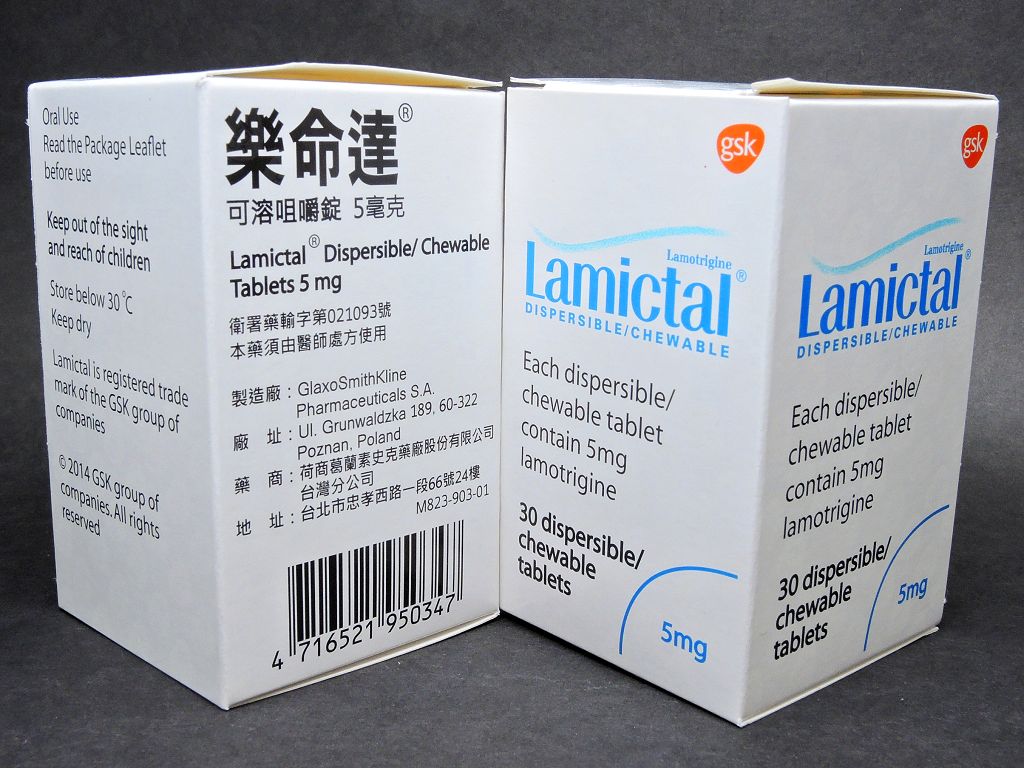 Oral Use
Read the Package Leaflet
before use
Keep out of the sight
and reach of children
Store below 30 °C
Keep dry
Lamictal is registered trade
mark of the GSK group of
companies
© 2014 GSK group of
companies. All rights
reserved
樂命達®
可溶咀嚼錠 5毫克
Lamictal® Dispersible/ Chewable
Tablets 5 mg
衛署藥輸字第021093號
本藥須由醫師處方使用
製造廠：GlaxoSmithKline
Pharmaceuticals S.A.
廠 址：Ul. Grunwaldzka 189, 60-322
Poznan, Poland
藥 商：荷商葛蘭素史克藥廠股份有限公司
台灣分公司
地 址：台北市忠孝西路一段66號24樓
M823-903-01
4 716521 950347
gsk
Lamotrigine
Lamictal®
DISPERSIBLE/CHEWABLE
Each dispersible/
chewable tablet
contain 5mg
lamotrigine
30 dispersible/
chewable
tablets
5mg
gsk
Lamotrigine
Lamictal®
DISPERSIBLE/CHEWABLE
Each dispersible/
chewable tablet
contain 5mg
lamotrigine
30 dispersible/
chewable
tablets
5mg